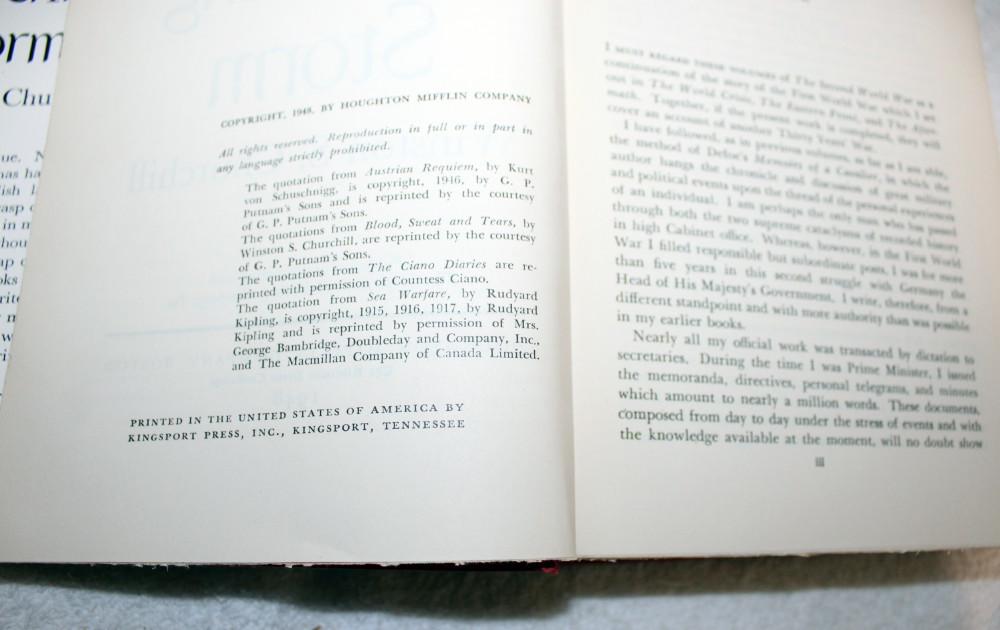 orm
Chu
Storm
COPYRIGHT, 1948, BY HOUGHTON MIFFLIN COMPANY
All rights reserved. Reproduction in full or in part in
any language strictly prohibited.
The quotation from Austrian Requiem, by Kurt
von Schuschnigg, is copyright, 1946, by G. P.
Putnam's Sons and is reprinted by the courtesy
of G. P. Putnam's Sons.
The quotations from Blood, Sweat and Tears, by
Winston S. Churchill, are reprinted by the courtesy
of G. P. Putnam's Sons.
The quotations from The Ciano Diaries are re-
printed with permission of Countess Ciano.
The quotation from Sea Warfare, by Rudyard
Kipling, is copyright, 1915, 1916, 1917, by Rudyard
Kipling and is reprinted by permission of Mrs.
George Bambridge, Doubleday and Company, Inc.,
and The Macmillan Company of Canada Limited.
PRINTED IN THE UNITED STATES OF AMERICA BY
KINGSPORT PRESS, INC., KINGSPORT, TENNESSEE
I MUST REGARD THESE VOLUMES of The Second World War as a
continuation of the story of the First World War which I set
out in The World Crisis, The Eastern Front, and The After-
math. Together, if the present work is completed, they will
cover an account of another Thirty Years' War.
I have followed, as in previous volumes, as far as I am able,
the method of Defoe's Memoirs of a Cavalier, in which the
author hangs the chronicle and discussion of great military
and political events upon the thread of the personal experiences
of an individual. I am perhaps the only man who has passed
through both the two supreme cataclysms of recorded history
in high Cabinet office. Whereas, however, in the First World
War I filled responsible but subordinate posts, I was for more
than five years in this second struggle with Germany the
Head of His Majesty's Government. I write, therefore, from a
different standpoint and with more authority than was possible
in my earlier books.
Nearly all my official work was transacted by dictation to
secretaries. During the time I was Prime Minister, I issued
the memoranda, directives, personal telegrams, and minutes
which amount to nearly a million words. These documents,
composed from day to day under the stress of events and with
the knowledge available at the moment, will no doubt show
iii